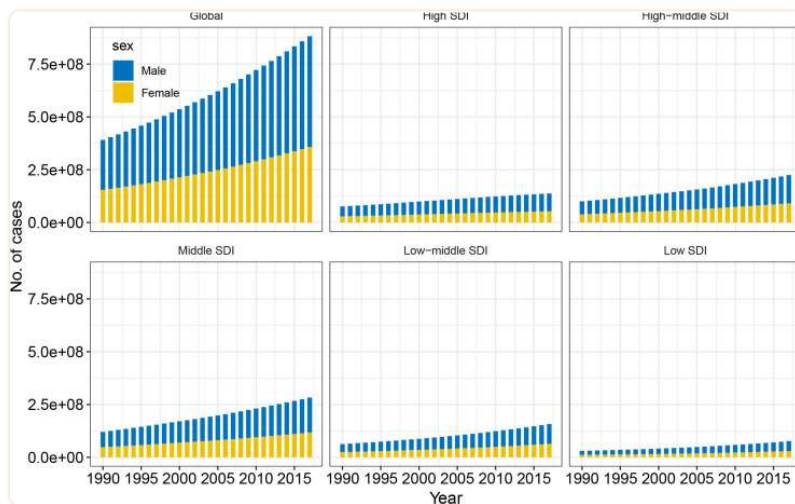 Global
High SDI
High-middle SDI
sex
Male
Female
7.5e+08
5.0e+08
2.5e+08
0.0e+00
No. of cases
Middle SDI
Low-middle SDI
Low SDI
7.5e+08
5.0e+08
2.5e+08
0.0e+00
1990 1995 2000 2005 2010 2015 1990 1995 2000 2005 2010 2015 1990 1995 2000 2005 2010 2015
Year